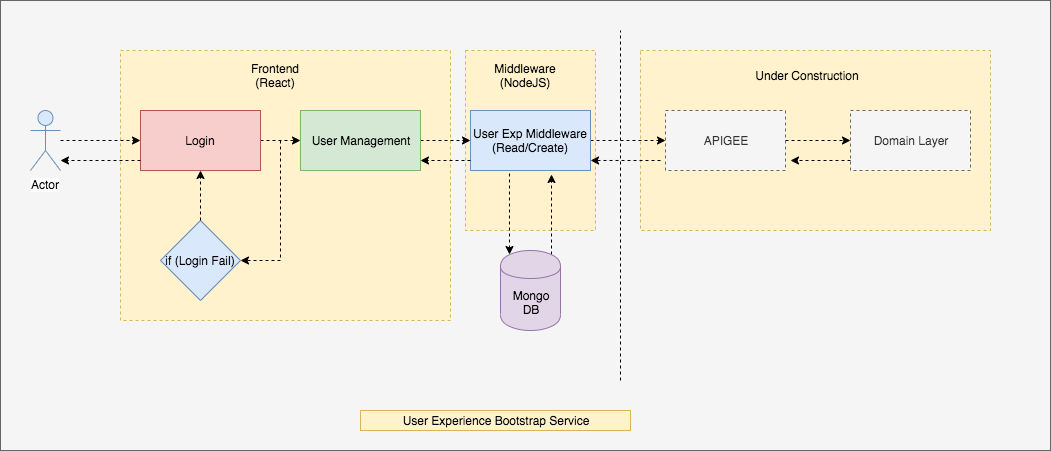 Frontend
(React)
Middleware
(NodeJS)
Under Construction
Login
User Management
User Exp Middleware
(Read/Create)
APIGEE
Domain Layer
Actor
if (Login Fail)
Mongo
DB
User Experience Bootstrap Service